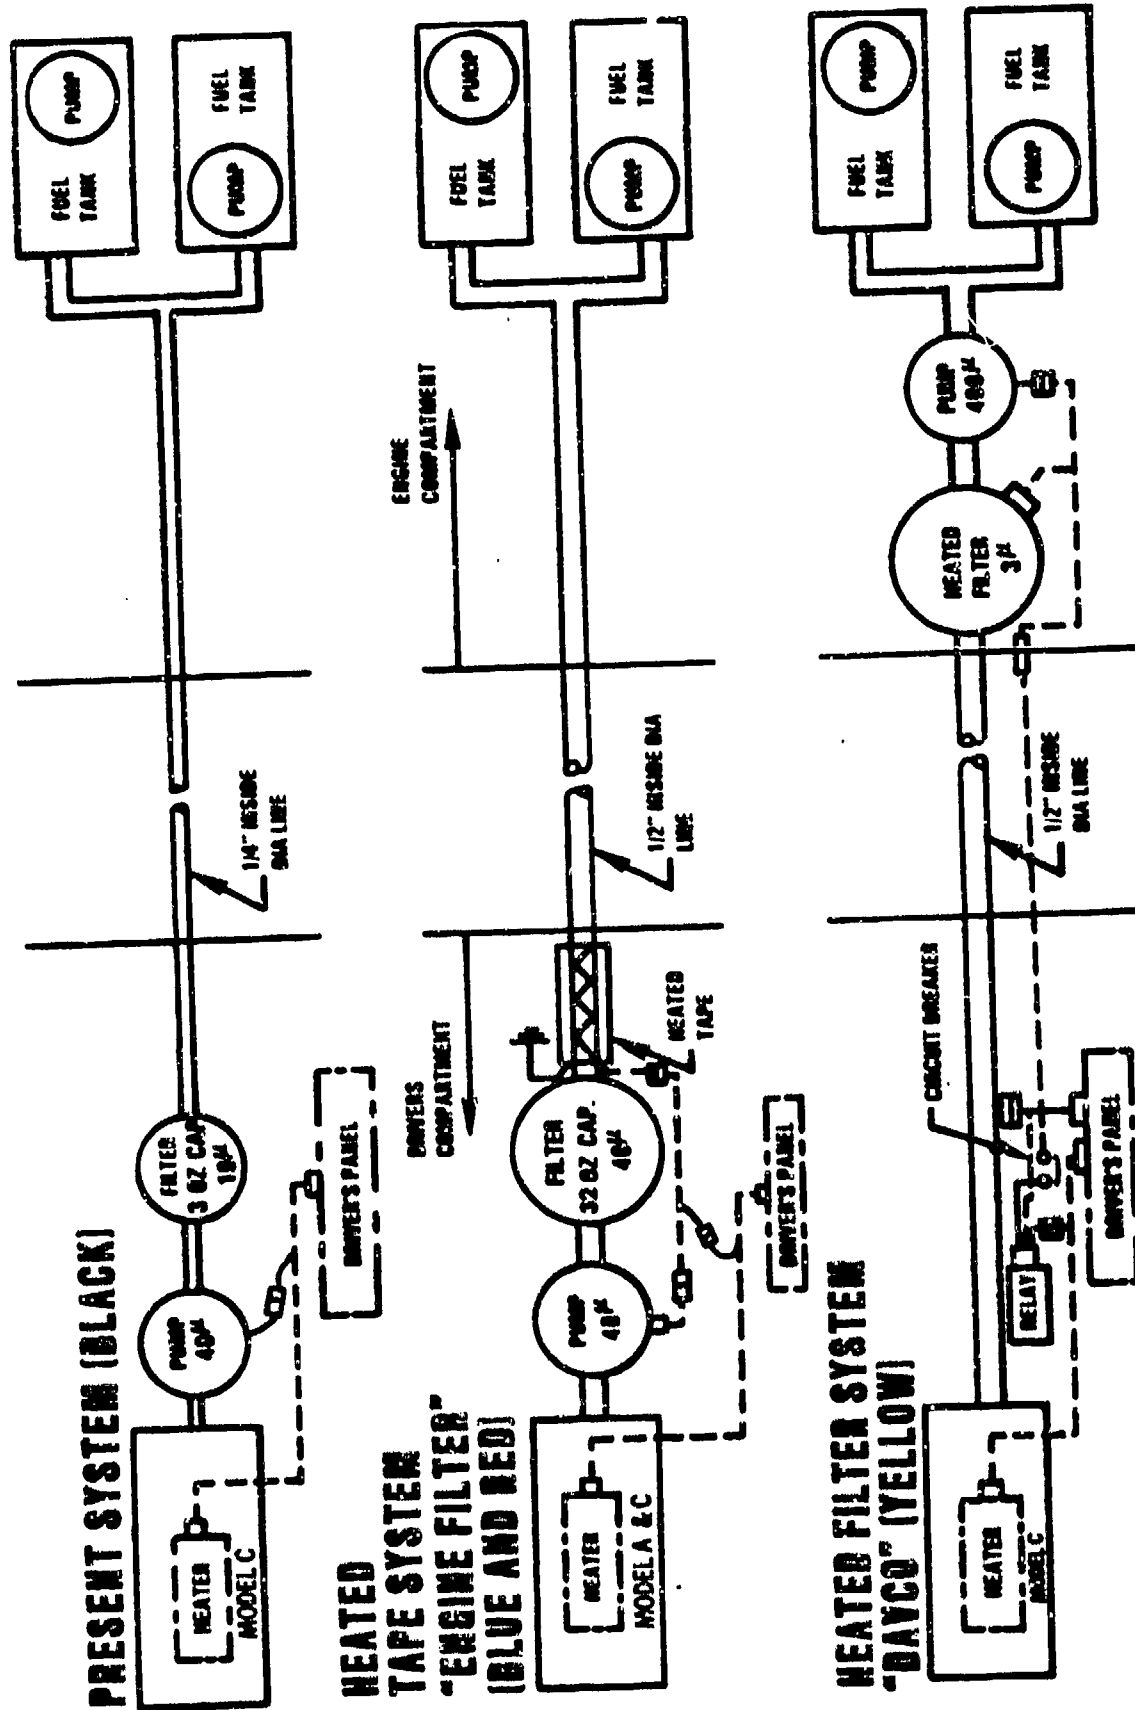 PRESENT SYSTEM (BLACK)
HEATER
MODEL C
PUMP
40µ
FILTER
3 OZ CAP.
10µ
DRIVER'S PANEL
1/4" INSIDE
DIA LINE
FUEL
TANK
PUMP
PUMP
FUEL
TANK
HEATED
TAPE SYSTEM
"ENGINE FILTER"
(BLUE AND RED)
HEATER
MODEL A & C
PUMP
40µ
FILTER
32 OZ CAP.
40µ
DRIVER'S PANEL
DRIVERS
COMPARTMENT
HEATED
TAPE
1/2" INSIDE DIA
LINE
ENGINE
COMPARTMENT
FUEL
TANK
PUMP
PUMP
FUEL
TANK
HEATED FILTER SYSTEM
"DAVCO" (YELLOW)
HEATER
MODEL C
RELAY
DRIVER'S PANEL
CIRCUIT BREAKER
1/2" INSIDE
DIA LINE
HEATED
FILTER
3µ
PUMP
400µ
FUEL
TANK
PUMP
PUMP
FUEL
TANK